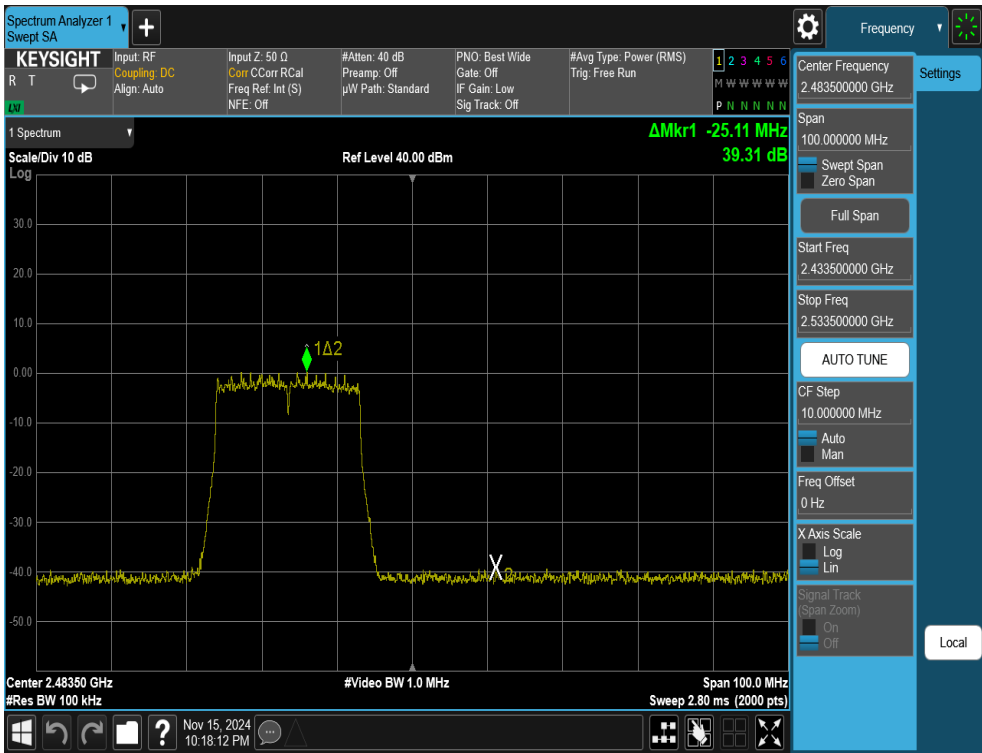 Spectrum Analyzer 1
Swept SA
Frequency
KEYSIGHT
R T
LXI
Input: RF
Coupling: DC
Align: Auto
Input Z: 50 Ω
Corr CCorr RCal
Freq Ref: Int (S)
NFE: Off
#Atten: 40 dB
Preamp: Off
µW Path: Standard
PNO: Best Wide
Gate: Off
IF Gain: Low
Sig Track: Off
#Avg Type: Power (RMS)
Trig: Free Run
1 2 3 4 5 6
M W W W W W
P N N N N N
1 Spectrum
Scale/Div 10 dB
Log
Ref Level 40.00 dBm
ΔMkr1 -25.11 MHz
39.31 dB
30.0
20.0
10.0
0.00
-10.0
-20.0
-30.0
-40.0
-50.0
1Δ2
X2
Center 2.48350 GHz
#Res BW 100 kHz
#Video BW 1.0 MHz
Span 100.0 MHz
Sweep 2.80 ms (2000 pts)
Center Frequency
2.483500000 GHz
Span
100.000000 MHz
Swept Span
Zero Span
Full Span
Start Freq
2.433500000 GHz
Stop Freq
2.533500000 GHz
AUTO TUNE
CF Step
10.000000 MHz
Auto
Man
Freq Offset
0 Hz
X Axis Scale
Log
Lin
Signal Track
(Span Zoom)
On
Off
Settings
Local
?
Nov 15, 2024
10:18:12 PM